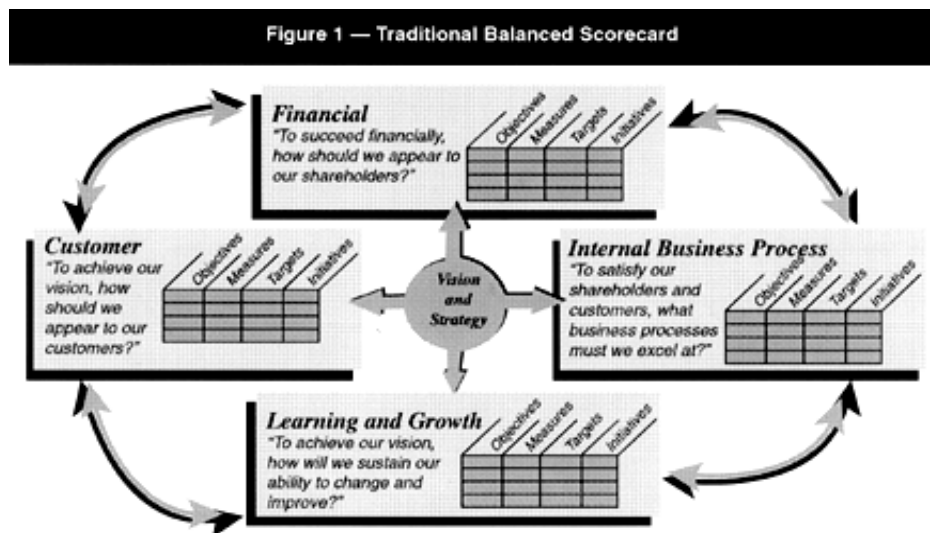 Figure 1 — Traditional Balanced Scorecard
Financial
"To succeed financially,
how should we appear to
our shareholders?"
Objectives
Measures
Targets
Initiatives
Customer
"To achieve our
vision, how
should we
appear to our
customers?"
Objectives
Measures
Targets
Initiatives
Vision
and
Strategy
Internal Business Process
"To satisfy our
shareholders and
customers, what
business processes
must we excel at?"
Objectives
Measures
Targets
Initiatives
Learning and Growth
"To achieve our vision,
how will we sustain our
ability to change and
improve?"
Objectives
Measures
Targets
Initiatives